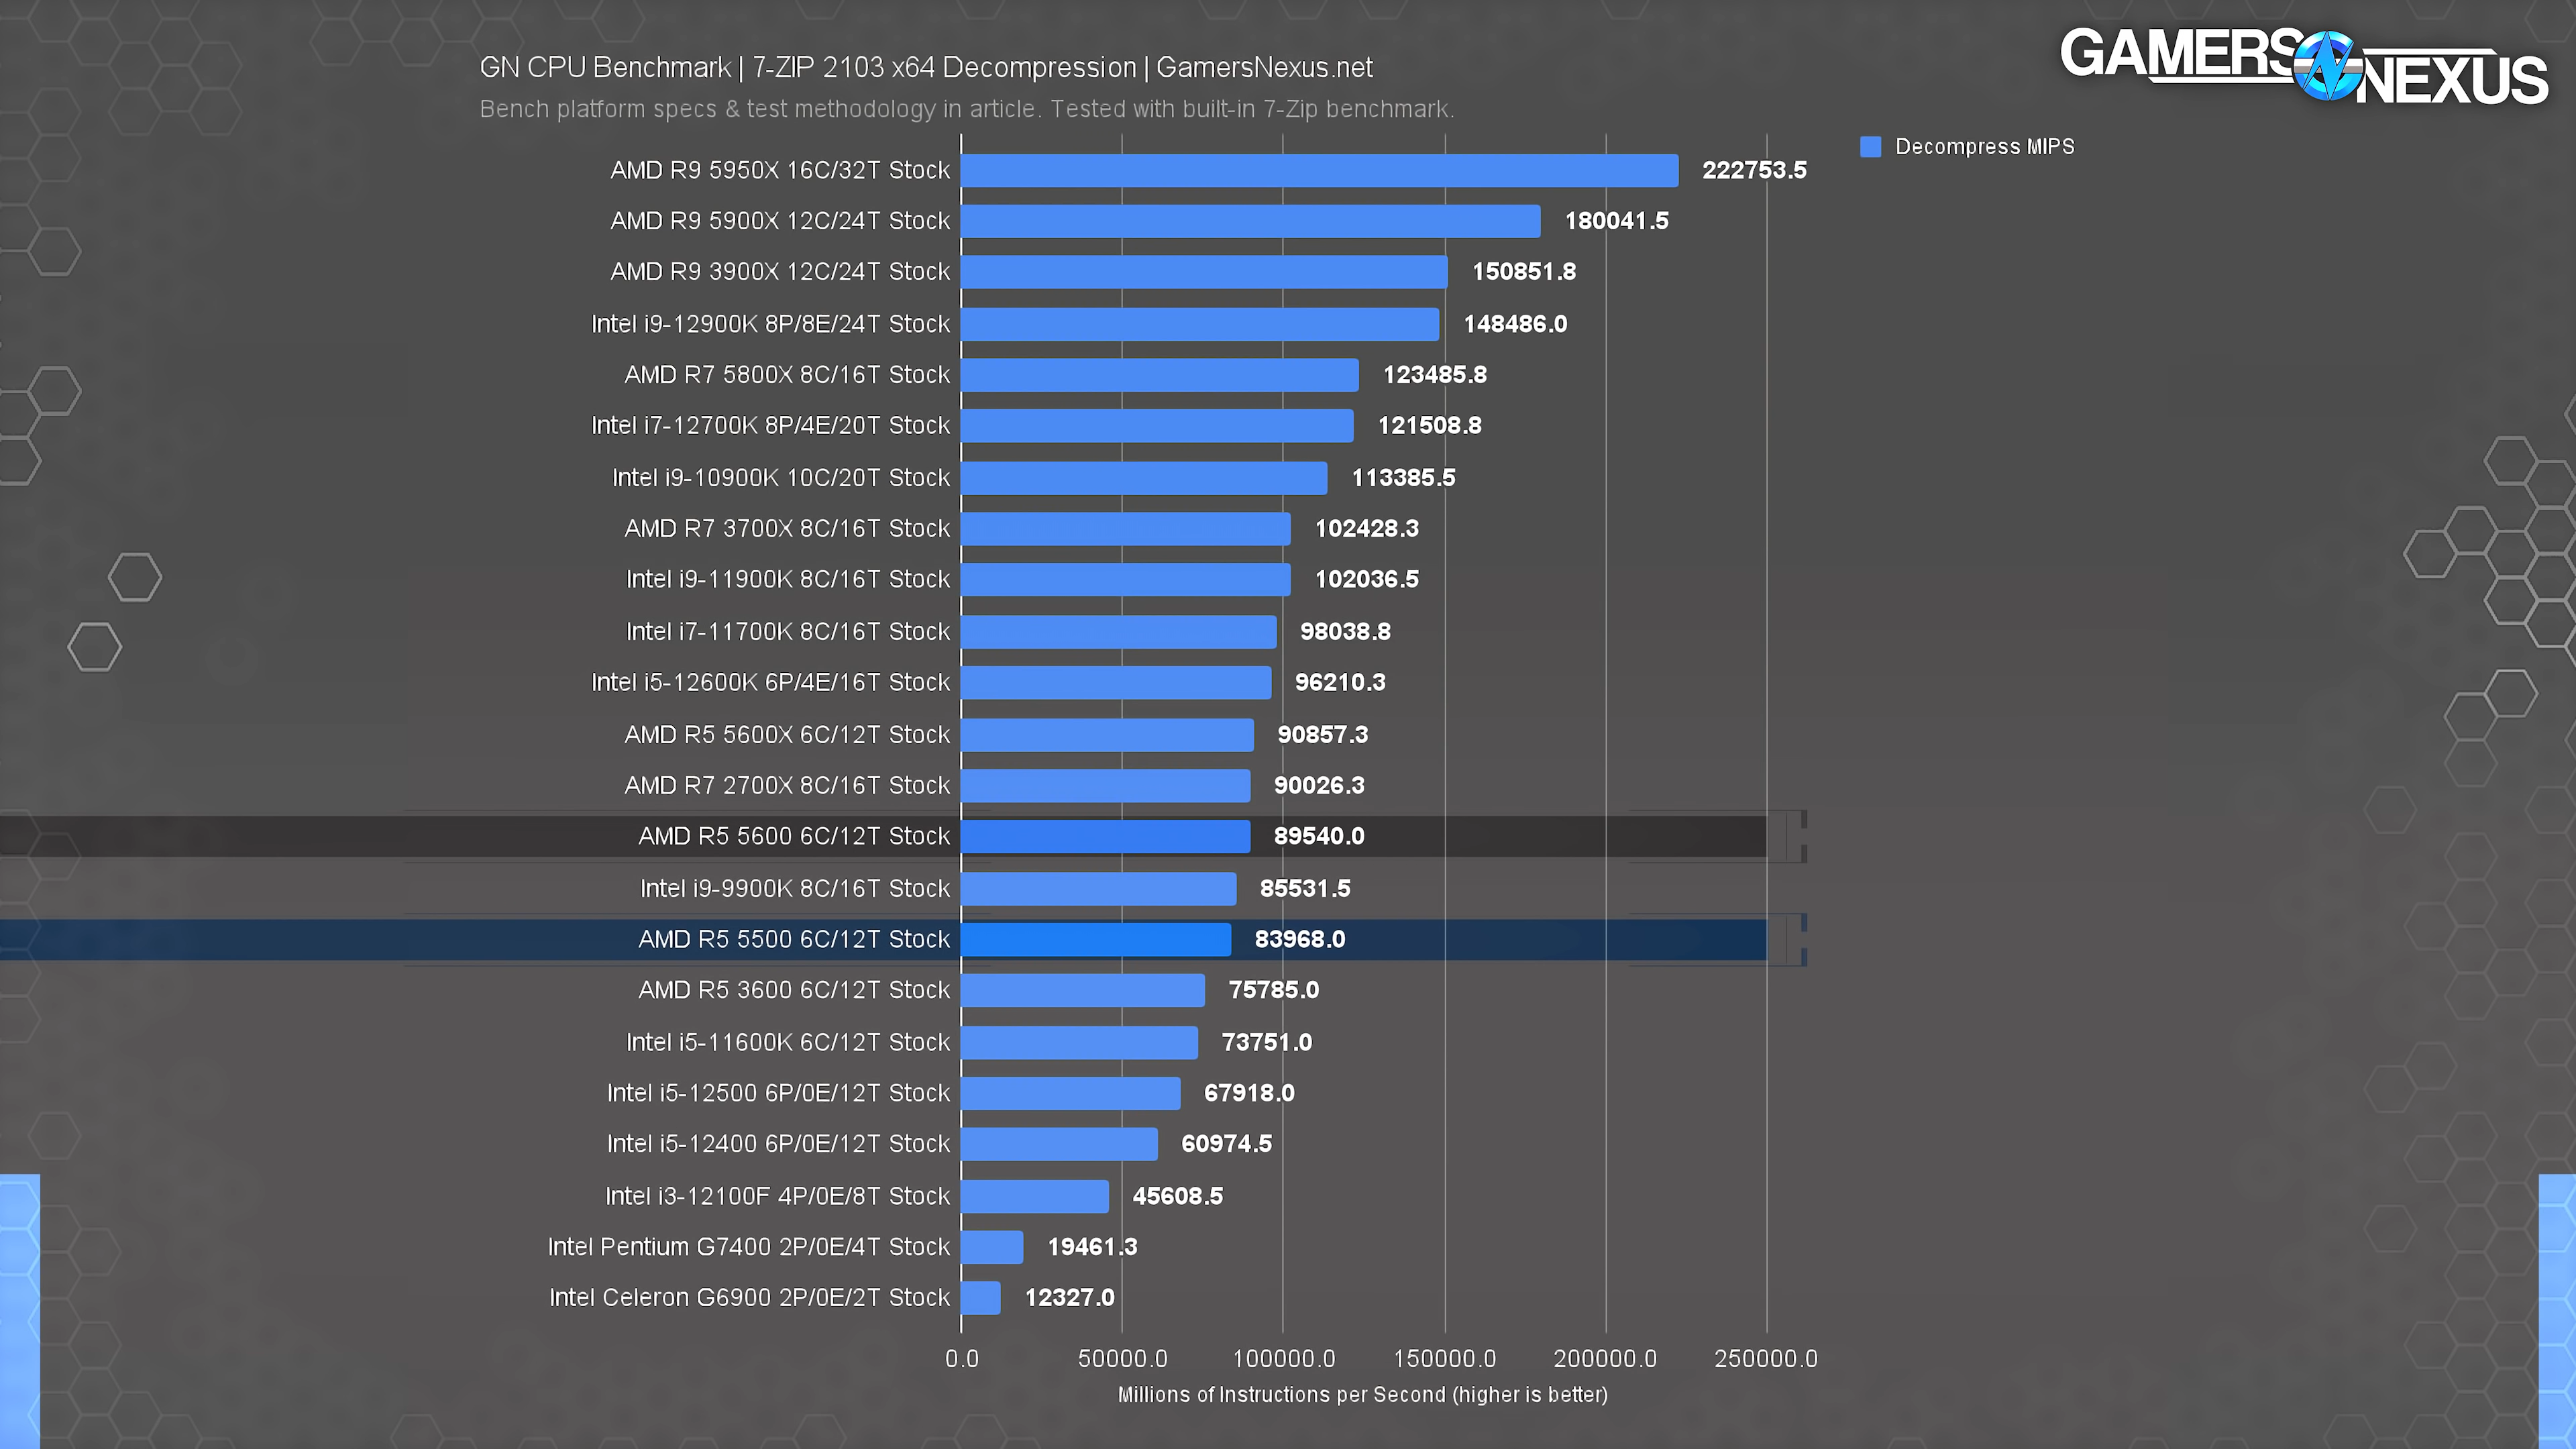 GAMERS NEXUS
GN CPU Benchmark | 7-ZIP 2103 x64 Decompression | GamersNexus.net
Bench platform specs & test methodology in article. Tested with built-in 7-Zip benchmark.
Decompress MIPS
AMD R9 5950X 16C/32T Stock 222753.5
AMD R9 5900X 12C/24T Stock 180041.5
AMD R9 3900X 12C/24T Stock 150851.8
Intel i9-12900K 8P/8E/24T Stock 148486.0
AMD R7 5800X 8C/16T Stock 123485.8
Intel i7-12700K 8P/4E/20T Stock 121508.8
Intel i9-10900K 10C/20T Stock 113385.5
AMD R7 3700X 8C/16T Stock 102428.3
Intel i9-11900K 8C/16T Stock 102036.5
Intel i7-11700K 8C/16T Stock 98038.8
Intel i5-12600K 6P/4E/16T Stock 96210.3
AMD R5 5600X 6C/12T Stock 90857.3
AMD R7 2700X 8C/16T Stock 90026.3
AMD R5 5600 6C/12T Stock 89540.0
Intel i9-9900K 8C/16T Stock 85531.5
AMD R5 5500 6C/12T Stock 83968.0
AMD R5 3600 6C/12T Stock 75785.0
Intel i5-11600K 6C/12T Stock 73751.0
Intel i5-12500 6P/0E/12T Stock 67918.0
Intel i5-12400 6P/0E/12T Stock 60974.5
Intel i3-12100F 4P/0E/8T Stock 45608.5
Intel Pentium G7400 2P/0E/4T Stock 19461.3
Intel Celeron G6900 2P/0E/2T Stock 12327.0
0.0 50000.0 100000.0 150000.0 200000.0 250000.0
Millions of Instructions per Second (higher is better)